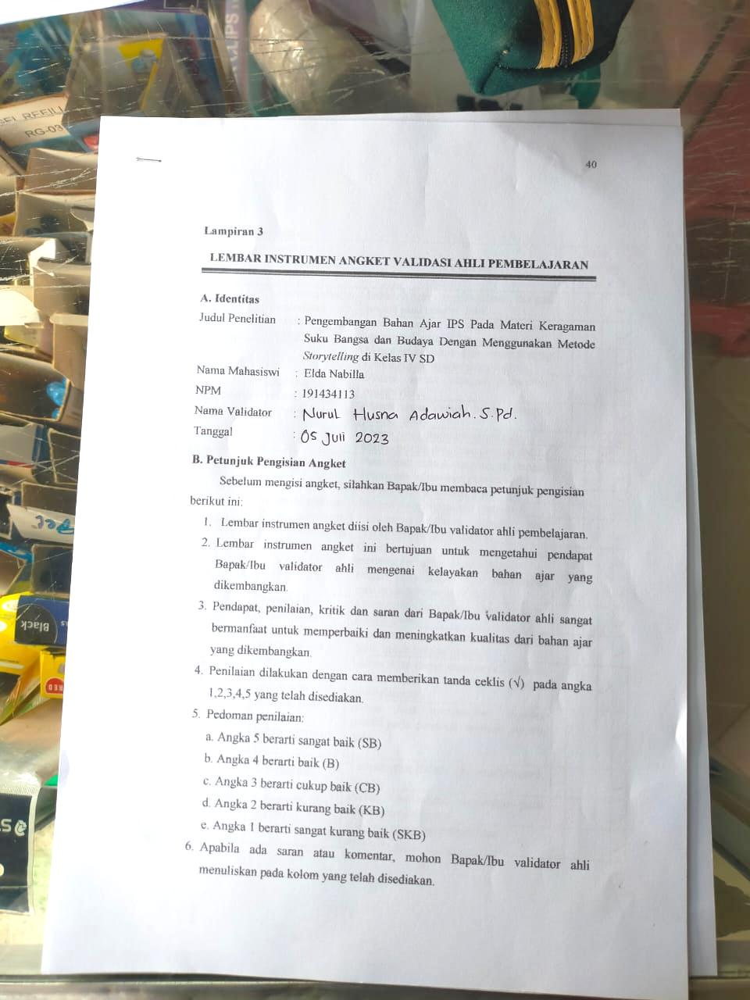 GEL REFILL
RG-03
CLIPS
40
Lampiran 3
LEMBAR INSTRUMEN ANGKET VALIDASI AHLI PEMBELAJARAN
A. Identitas
Judul Penelitian : Pengembangan Bahan Ajar IPS Pada Materi Keragaman
Suku Bangsa dan Budaya Dengan Menggunakan Metode
Storytelling di Kelas IV SD
Nama Mahasiswi : Elda Nabilla
NPM : 191434113
Nama Validator : Nurul Husna Adawiah. S.Pd.
Tanggal : 05 Juli 2023
B. Petunjuk Pengisian Angket
Sebelum mengisi angket, silahkan Bapak/Ibu membaca petunjuk pengisian
berikut ini:
1. Lembar instrumen angket diisi oleh Bapak/Ibu validator ahli pembelajaran.
2. Lembar instrumen angket ini bertujuan untuk mengetahui pendapat
Bapak/Ibu validator ahli mengenai kelayakan bahan ajar yang
dikembangkan.
3. Pendapat, penilaian, kritik dan saran dari Bapak/Ibu validator ahli sangat
bermanfaat untuk memperbaiki dan meningkatkan kualitas dari bahan ajar
yang dikembangkan.
4. Penilaian dilakukan dengan cara memberikan tanda ceklis (√) pada angka
1,2,3,4,5 yang telah disediakan.
5. Pedoman penilaian:
a. Angka 5 berarti sangat baik (SB)
b. Angka 4 berarti baik (B)
c. Angka 3 berarti cukup baik (CB)
d. Angka 2 berarti kurang baik (KB)
e. Angka 1 berarti sangat kurang baik (SKB)
6. Apabila ada saran atau komentar, mohon Bapak/Ibu validator ahli
menuliskan pada kolom yang telah disediakan.
Black
RED